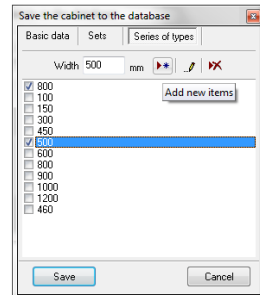 Save the cabinet to the database
Basic data Sets Series of types
Width 500 mm
Add new items
800
100
150
300
450
500
600
800
900
1000
1200
460
Save Cancel